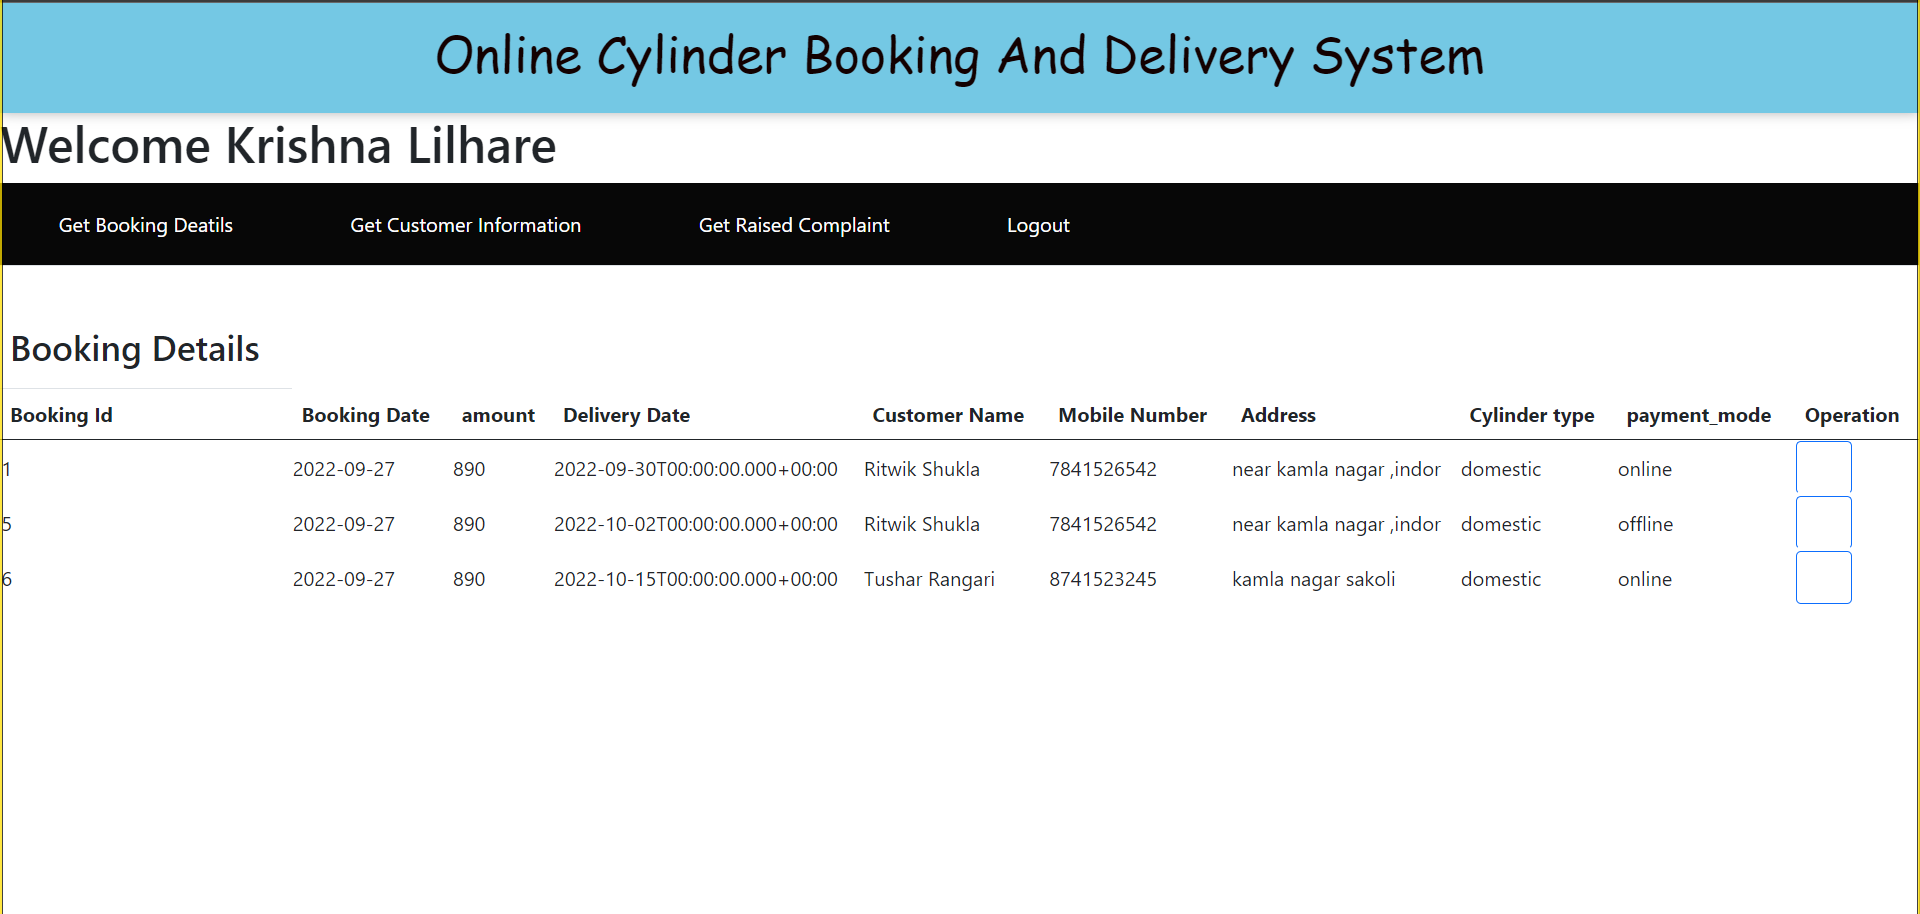 Online Cylinder Booking And Delivery System
Welcome Krishna Lilhare
Get Booking Deatils Get Customer Information Get Raised Complaint Logout
Booking Details
Booking Id Booking Date amount Delivery Date Customer Name Mobile Number Address Cylinder type payment_mode Operation
1 2022-09-27 890 2022-09-30T00:00:00.000+00:00 Ritwik Shukla 7841526542 near kamla nagar ,indor domestic online
5 2022-09-27 890 2022-10-02T00:00:00.000+00:00 Ritwik Shukla 7841526542 near kamla nagar ,indor domestic offline
6 2022-09-27 890 2022-10-15T00:00:00.000+00:00 Tushar Rangari 8741523245 kamla nagar sakoli domestic online